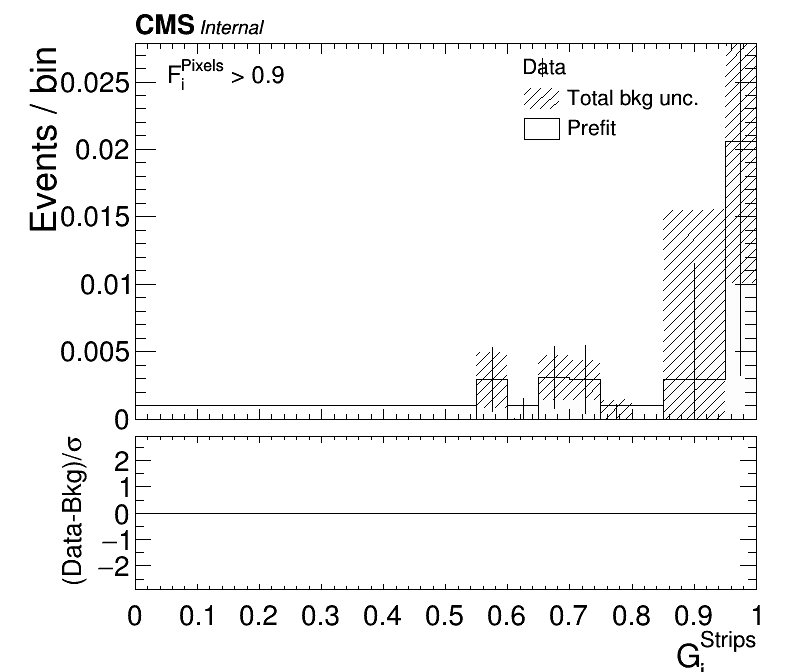 CMS Internal
F_i^Pixels > 0.9
Data
Total bkg unc.
Prefit
Events / bin
0.025
0.02
0.015
0.01
0.005
0
(Data-Bkg)/σ
2
1
0
−1
−2
0 0.1 0.2 0.3 0.4 0.5 0.6 0.7 0.8 0.9 1
G_i^Strips